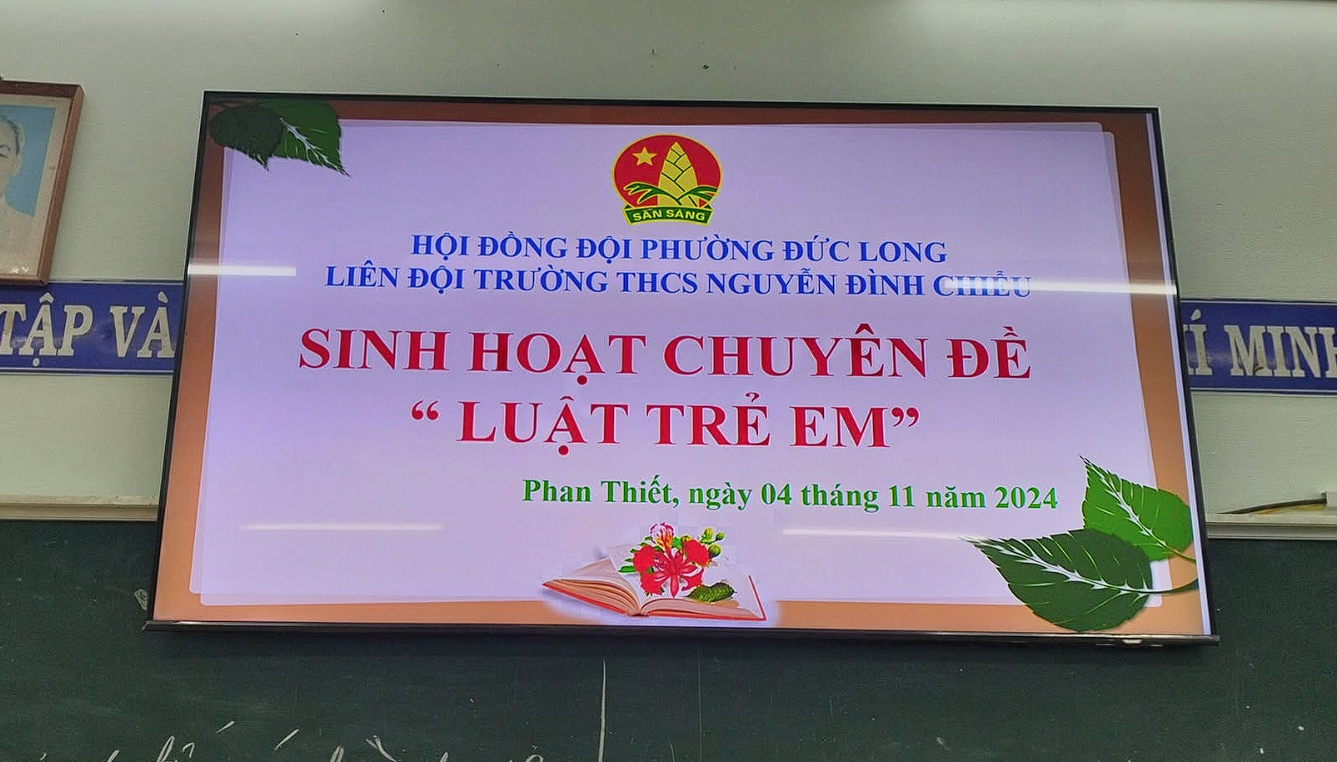 SẴN SÀNG
HỘI ĐỒNG ĐỘI PHƯỜNG ĐỨC LONG
LIÊN ĐỘI TRƯỜNG THCS NGUYỄN ĐÌNH CHIỂU
TẬP VÀ
Í MINH
SINH HOẠT CHUYÊN ĐỀ
“ LUẬT TRẺ EM”
Phan Thiết, ngày 04 tháng 11 năm 2024